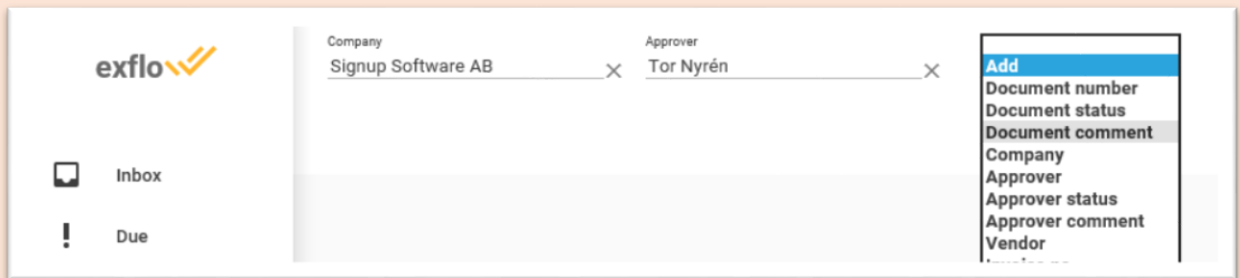 exflo
Company
Signup Software AB
Approver
Tor Nyrén
Add
Document number
Document status
Document comment
Company
Approver
Approver status
Approver comment
Vendor
Inbox
Due